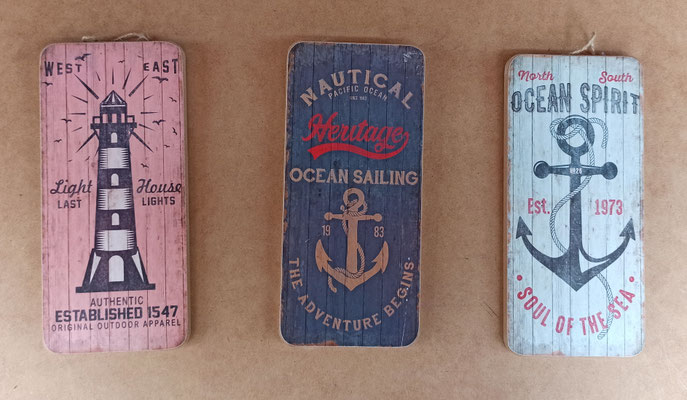 WEST EAST
Light House
LAST LIGHTS
AUTHENTIC
ESTABLISHED 1547
ORIGINAL OUTDOOR APPAREL
NAUTICAL
PACIFIC OCEAN
Heritage
OCEAN SAILING
19 83
THE ADVENTURE BEGINS
North South
OCEAN SPIRIT
Est. 1973
• SOUL OF THE SEA •